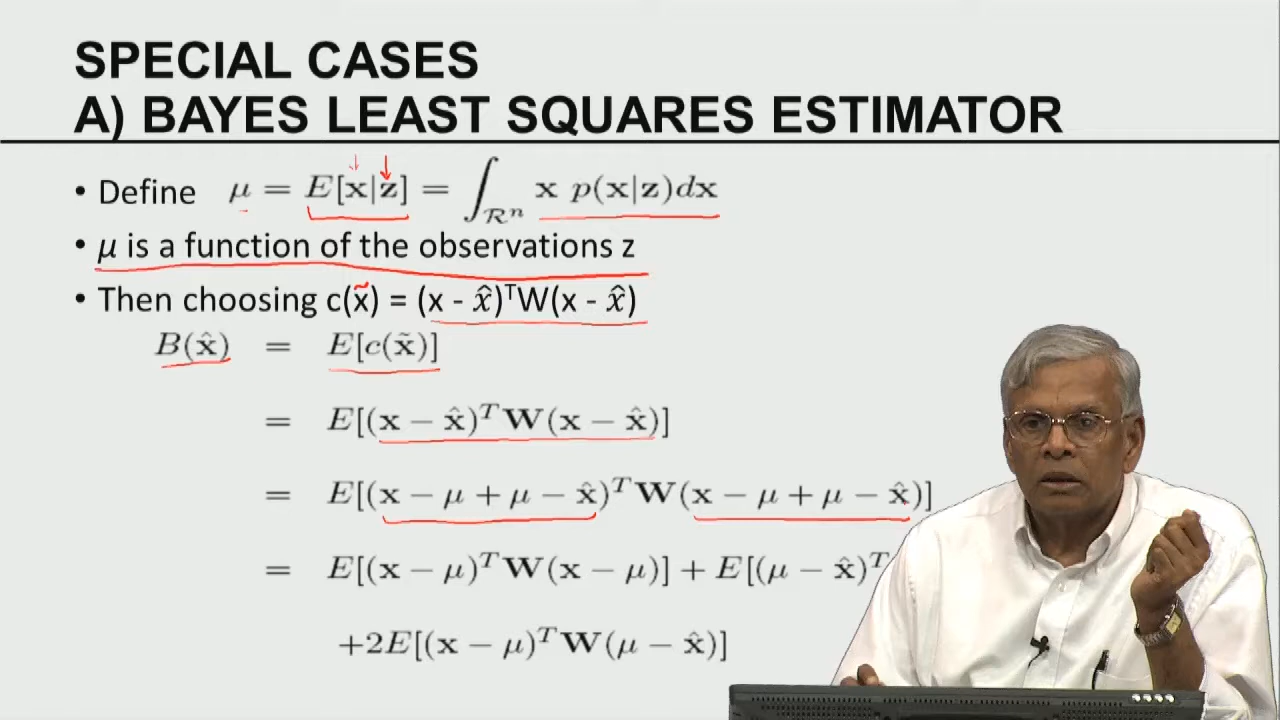 SPECIAL CASES
A) BAYES LEAST SQUARES ESTIMATOR
• Define μ = E[x|z] = ∫_{ℛⁿ} x p(x|z)dx
• μ is a function of the observations z
• Then choosing c(x̃) = (x - x̂)ᵀW(x - x̂)
B(x̂) = E[c(x̃)]
= E[(x − x̂)ᵀW(x − x̂)]
= E[(x − μ + μ − x̂)ᵀW(x − μ + μ − x̂)]
= E[(x − μ)ᵀW(x − μ)] + E[(μ − x̂)ᵀ
+2E[(x − μ)ᵀW(μ − x̂)]